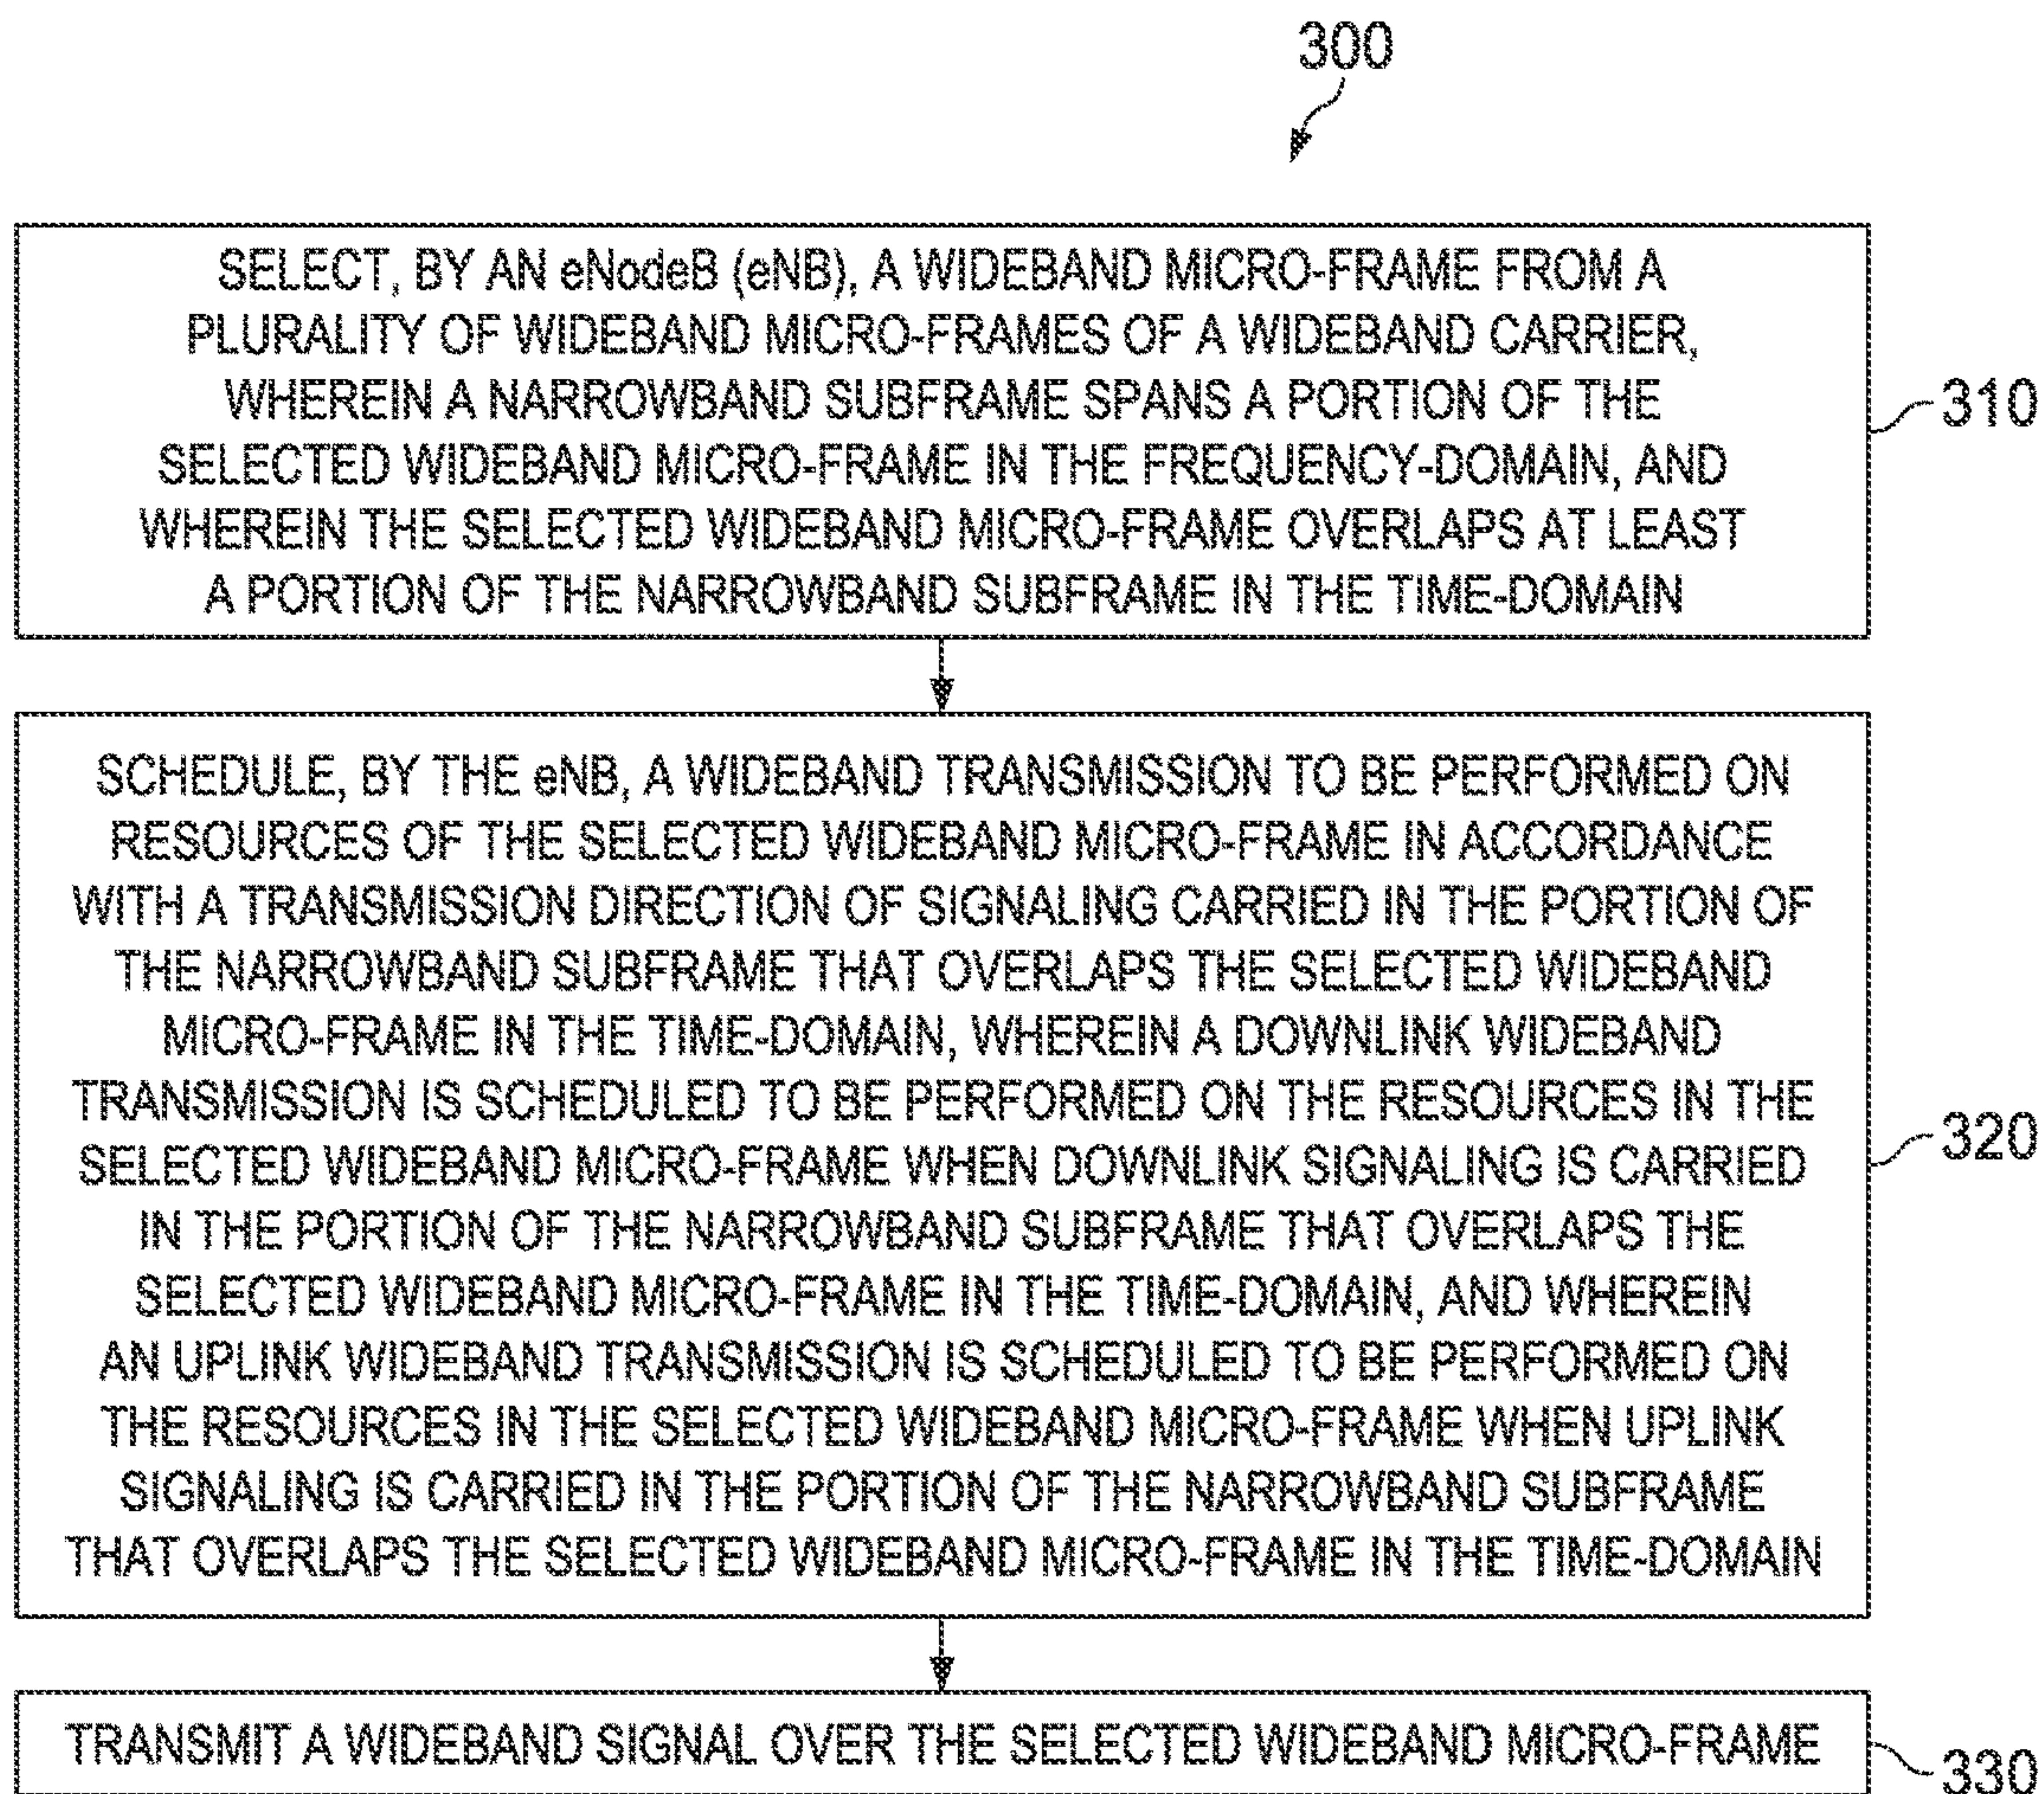 300
SELECT, BY AN eNodeB (eNB), A WIDEBAND MICRO-FRAME FROM A
PLURALITY OF WIDEBAND MICRO-FRAMES OF A WIDEBAND CARRIER,
WHEREIN A NARROWBAND SUBFRAME SPANS A PORTION OF THE
SELECTED WIDEBAND MICRO-FRAME IN THE FREQUENCY-DOMAIN, AND
WHEREIN THE SELECTED WIDEBAND MICRO-FRAME OVERLAPS AT LEAST
A PORTION OF THE NARROWBAND SUBFRAME IN THE TIME-DOMAIN
310
SCHEDULE, BY THE eNB, A WIDEBAND TRANSMISSION TO BE PERFORMED ON
RESOURCES OF THE SELECTED WIDEBAND MICRO-FRAME IN ACCORDANCE
WITH A TRANSMISSION DIRECTION OF SIGNALING CARRIED IN THE PORTION OF
THE NARROWBAND SUBFRAME THAT OVERLAPS THE SELECTED WIDEBAND
MICRO-FRAME IN THE TIME-DOMAIN, WHEREIN A DOWNLINK WIDEBAND
TRANSMISSION IS SCHEDULED TO BE PERFORMED ON THE RESOURCES IN THE
SELECTED WIDEBAND MICRO-FRAME WHEN DOWNLINK SIGNALING IS CARRIED
IN THE PORTION OF THE NARROWBAND SUBFRAME THAT OVERLAPS THE
SELECTED WIDEBAND MICRO-FRAME IN THE TIME-DOMAIN, AND WHEREIN
AN UPLINK WIDEBAND TRANSMISSION IS SCHEDULED TO BE PERFORMED ON
THE RESOURCES IN THE SELECTED WIDEBAND MICRO-FRAME WHEN UPLINK
SIGNALING IS CARRIED IN THE PORTION OF THE NARROWBAND SUBFRAME
THAT OVERLAPS THE SELECTED WIDEBAND MICRO-FRAME IN THE TIME-DOMAIN
320
TRANSMIT A WIDEBAND SIGNAL OVER THE SELECTED WIDEBAND MICRO-FRAME
330